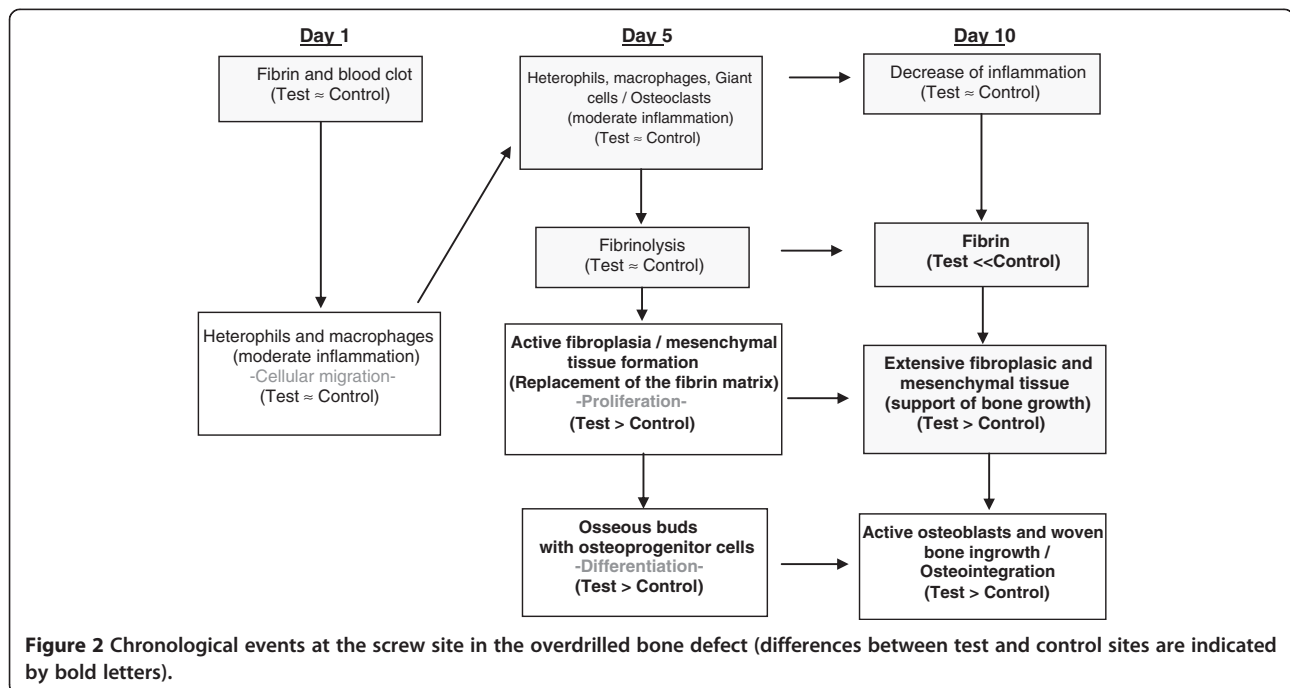 Day 1
Fibrin and blood clot
(Test ≈ Control)
Heterophils and macrophages
(moderate inflammation)
-Cellular migration-
(Test ≈ Control)
Day 5
Heterophils, macrophages, Giant
cells / Osteoclasts
(moderate inflammation)
(Test ≈ Control)
Fibrinolysis
(Test ≈ Control)
Active fibroplasia / mesenchymal
tissue formation
(Replacement of the fibrin matrix)
-Proliferation-
(Test > Control)
Osseous buds
with osteoprogenitor cells
-Differentiation-
(Test > Control)
Day 10
Decrease of inflammation
(Test ≈ Control)
Fibrin
(Test <<Control)
Extensive fibroplasic and
mesenchymal tissue
(support of bone growth)
(Test > Control)
Active osteoblasts and woven
bone ingrowth /
Osteointegration
(Test > Control)
Figure 2 Chronological events at the screw site in the overdrilled bone defect (differences between test and control sites are indicated
by bold letters).